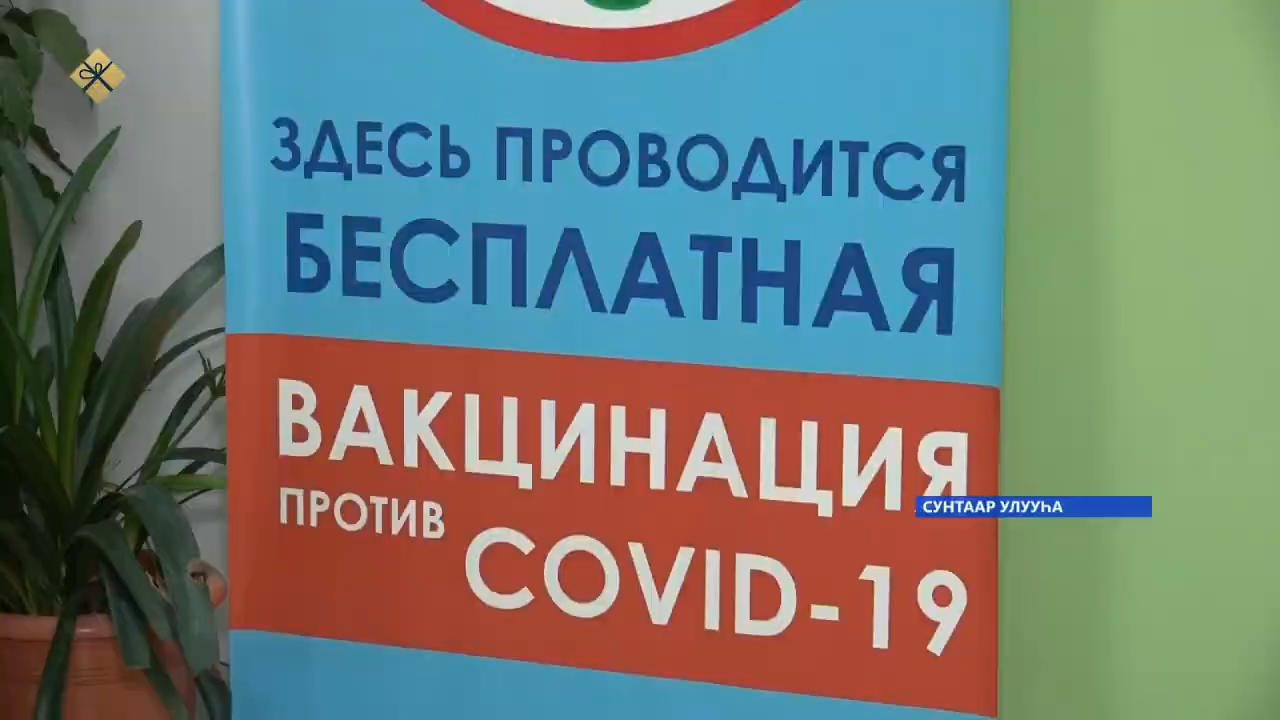 ЗДЕСЬ ПРОВОДИТСЯ
БЕСПЛАТНАЯ
ВАКЦИНАЦИЯ
ПРОТИВ COVID-19
СУНТААР УЛУУҺА